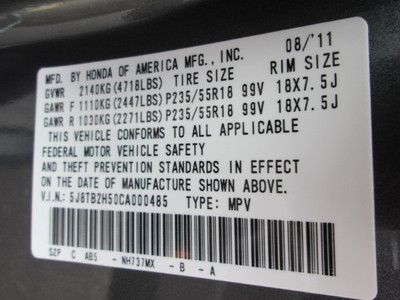 MFD. BY HONDA OF AMERICA MFG., INC. 08/'11
GVWR 2140KG(4718LBS) TIRE SIZE RIM SIZE
GAWR F 1110KG(2447LBS)P235/55R18 99V 18X7.5J
GAWR R 1030KG(2271LBS)P235/55R18 99V 18X7.5J
THIS VEHICLE CONFORMS TO ALL APPLICABLE
FEDERAL MOTOR VEHICLE SAFETY
AND THEFT PREVENTION STANDARDS IN EFFECT
ON THE DATE OF MANUFACTURE SHOWN ABOVE.
V.I.N.: 5J8TB2H50CA000485 TYPE: MPV
SZP C AB5 -NH737MX -B -A